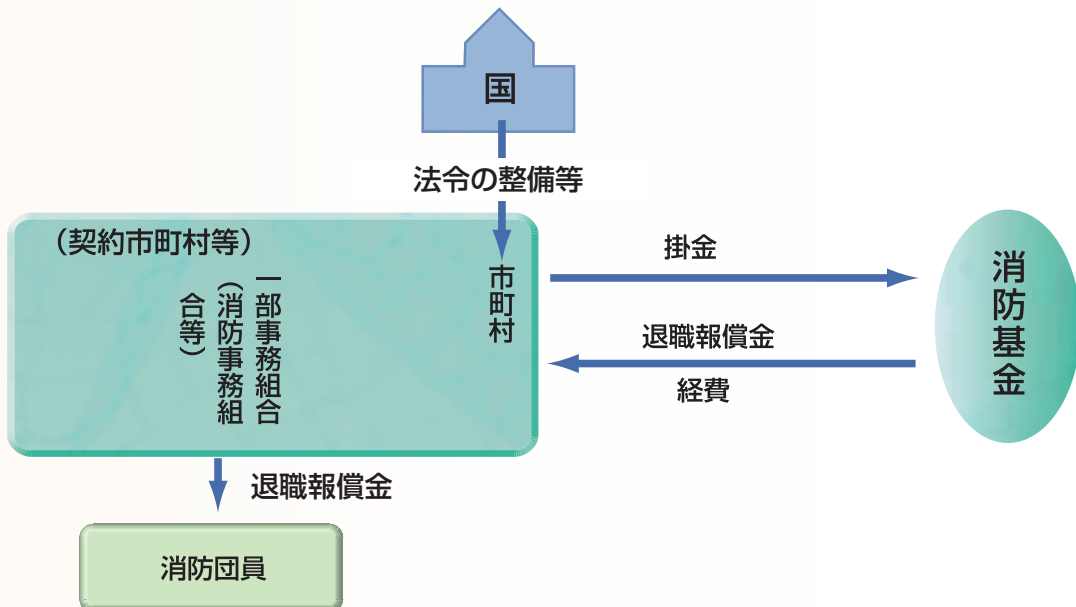 国
法令の整備等
（契約市町村等）
市町村
一部事務組合
（消防事務組
合等）
掛金
退職報償金
経費
消防基金
退職報償金
消防団員